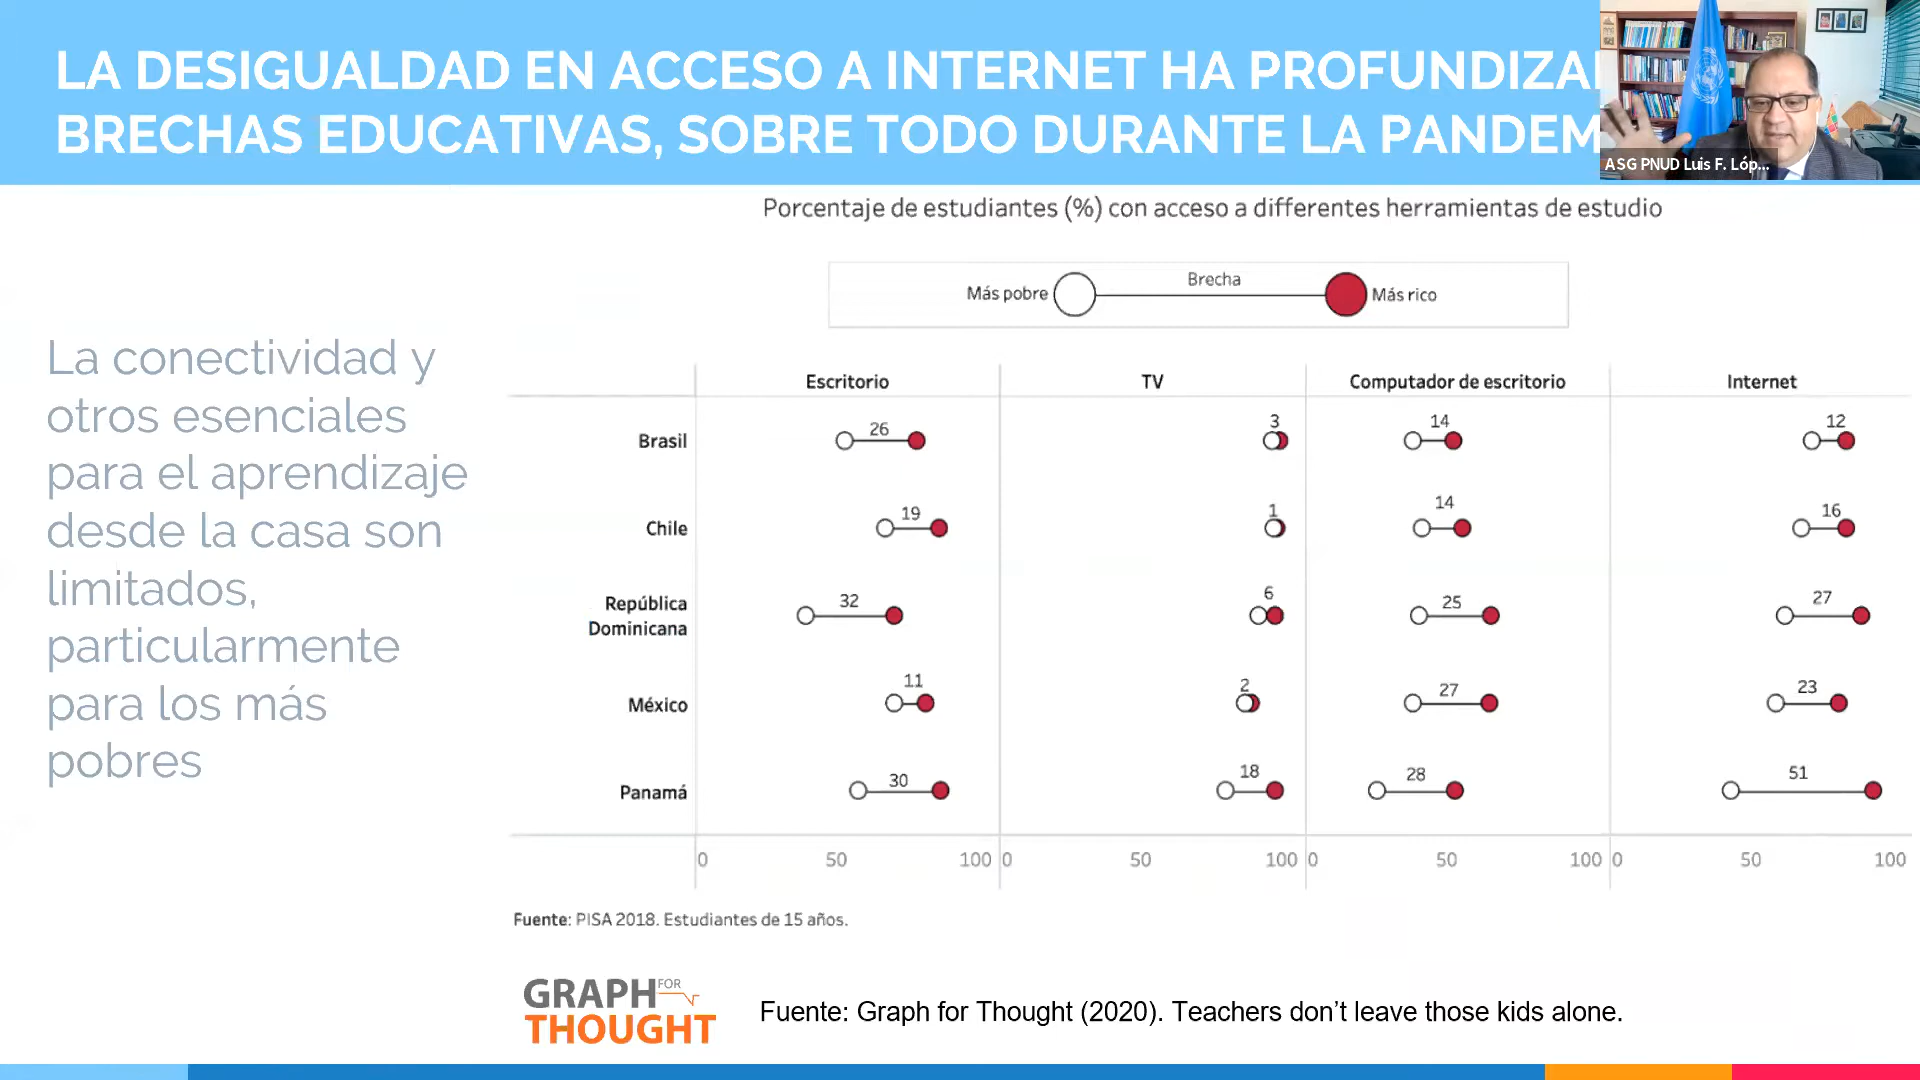 LA DESIGUALDAD EN ACCESO A INTERNET HA PROFUNDIZA
BRECHAS EDUCATIVAS, SOBRE TODO DURANTE LA PANDEM
ASG PNUD Luis F. Lóp...
Porcentaje de estudiantes (%) con acceso a differentes herramientas de estudio
Más pobre Brecha Más rico
La conectividad y
otros esenciales
para el aprendizaje
desde la casa son
limitados,
particularmente
para los más
pobres
Escritorio TV Computador de escritorio Internet
Brasil 26 3 14 12
Chile 19 1 14 16
República
Dominicana 32 6 25 27
México 11 2 27 23
Panamá 30 18 28 51
0 50 100 0 50 100 0 50 100 0 50 100
Fuente: PISA 2018. Estudiantes de 15 años.
GRAPH FOR
THOUGHT
Fuente: Graph for Thought (2020). Teachers don’t leave those kids alone.